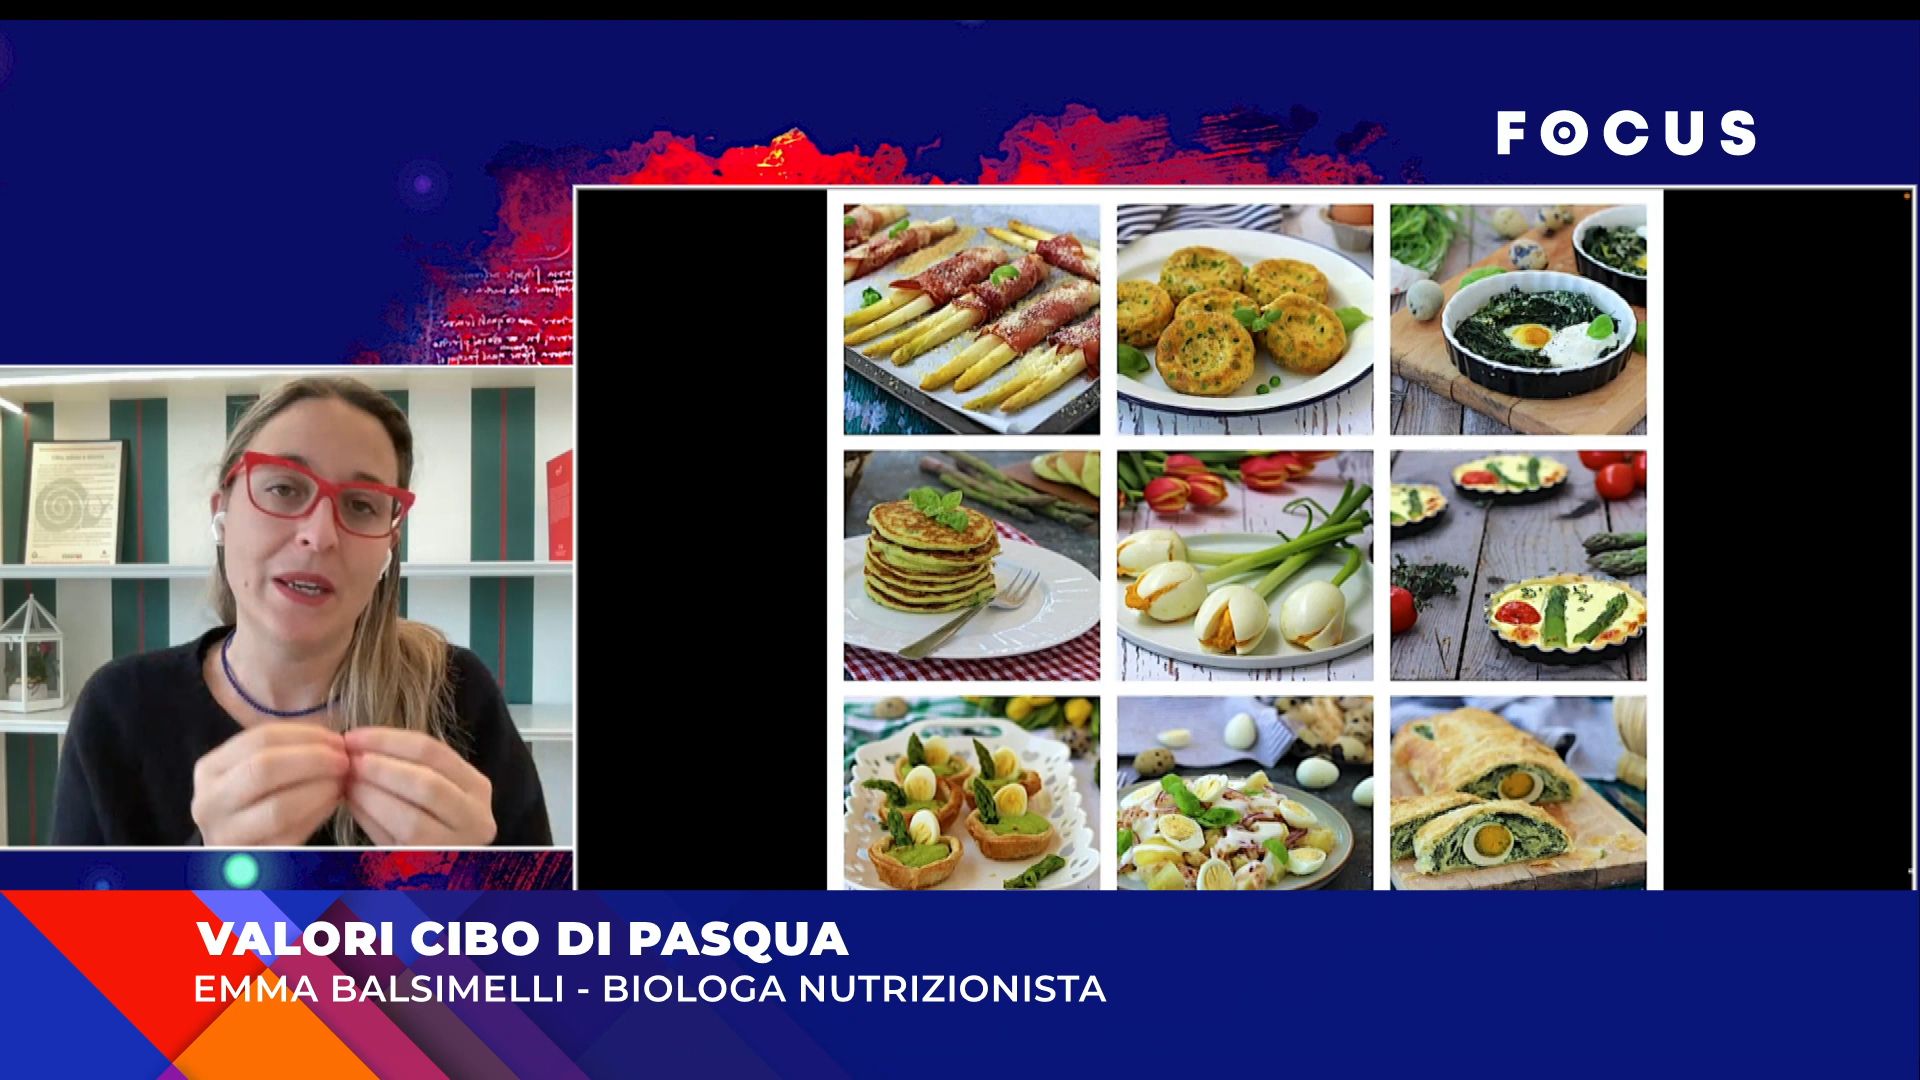 FOCUS
VALORI CIBO DI PASQUA
EMMA BALSIMELLI - BIOLOGA NUTRIZIONISTA